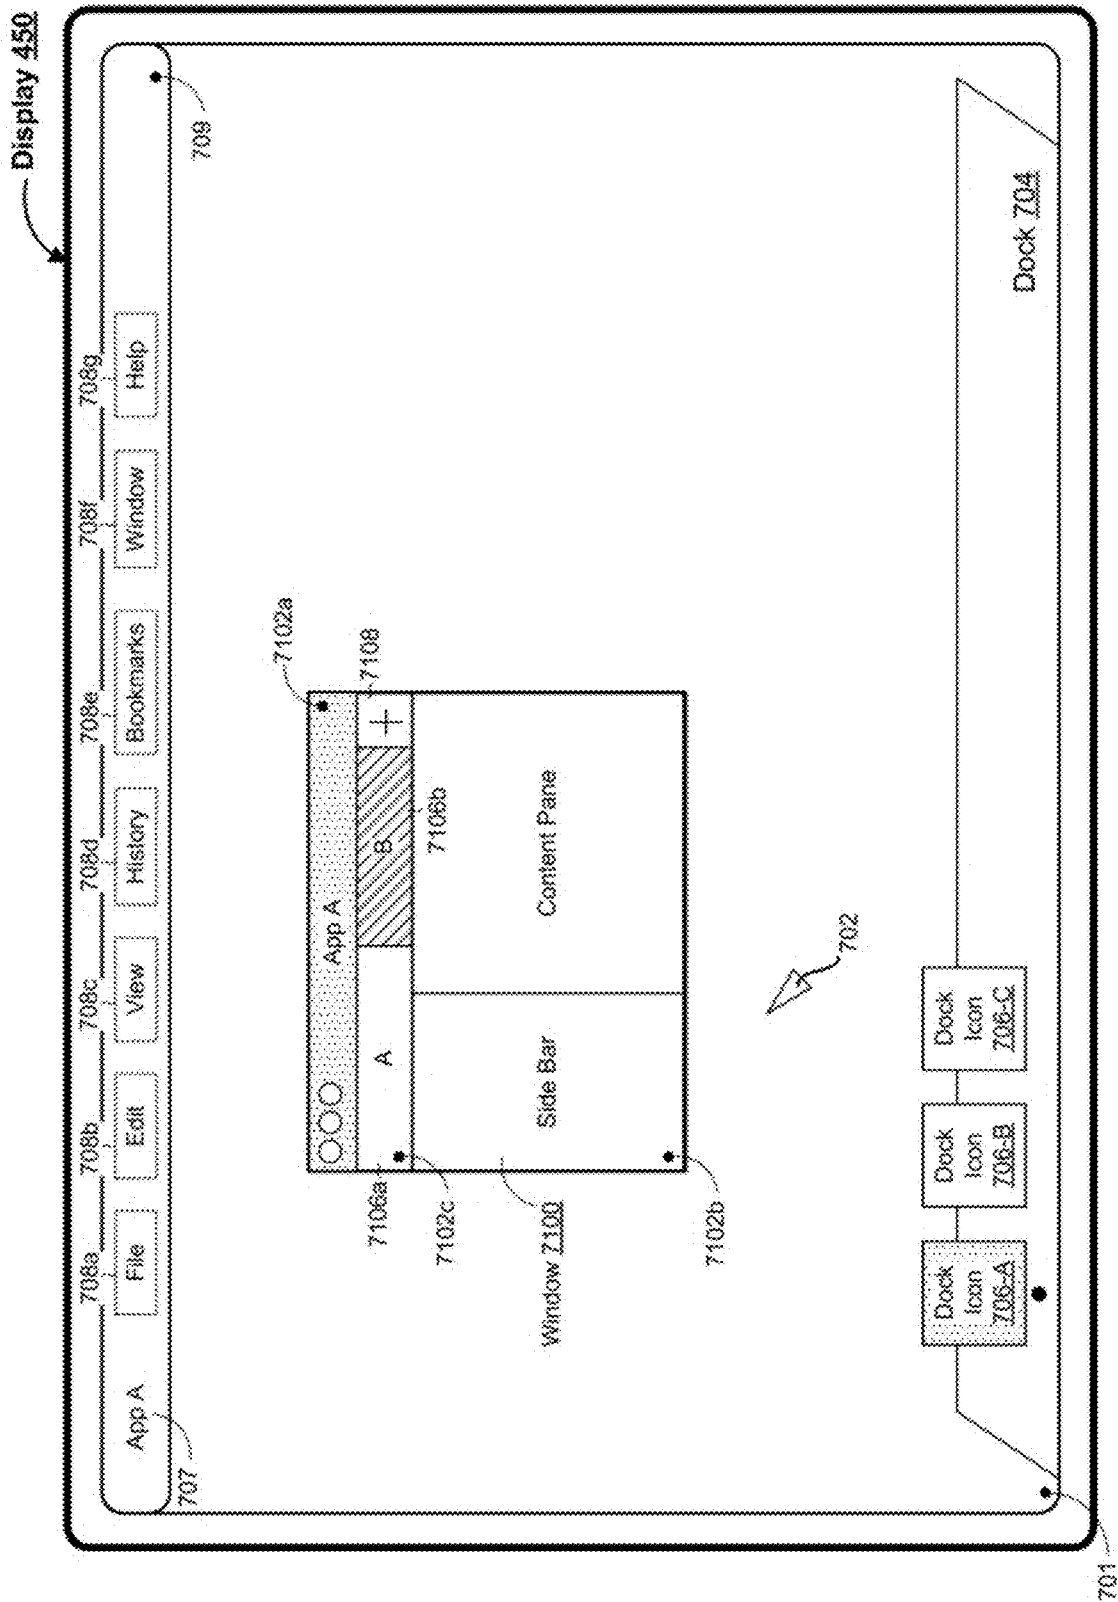 Display 450
708a
708b
708c
708d
708e
708f
708g
App A
File
Edit
View
History
Bookmarks
Window
Help
707
709
7102a
App A
7106a
A
B
7108
7102c
7106b
Window 7100
Side Bar
Content Pane
7102b
702
Dock
Icon
706-A
Dock
Icon
706-B
Dock
Icon
706-C
Dock 704
701